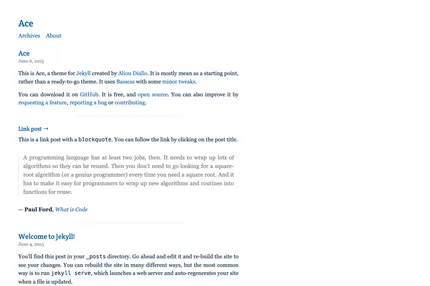 Ace
Archives About
Ace
June 6, 2015
This is Ace, a theme for Jekyll created by Aliou Diallo. It is mostly mean as a starting point,
rather than a ready-to-go theme. It uses Basscss with some minor tweaks.
You can download it on GitHub. It is free, and open source. You can also improve it by
requesting a feature, reporting a bug or contributing.
Link post →
This is a link post with a blockquote. You can follow the link by clicking on the post title.
A programming language has at least two jobs, then. It needs to wrap up lots of
algorithms so they can be reused. Then you don't need to go looking for a square-
root algorithm (or a genius programmer) every time you need a square root. And it
has to make it easy for programmers to wrap up new algorithms and routines into
functions for reuse.
— Paul Ford, What is Code
Welcome to Jekyll!
June 4, 2015
You'll find this post in your _posts directory. Go ahead and edit it and re-build the site to
see your changes. You can rebuild the site in many different ways, but the most common
way is to run jekyll serve, which launches a web server and auto-regenerates your site
when a file is updated.